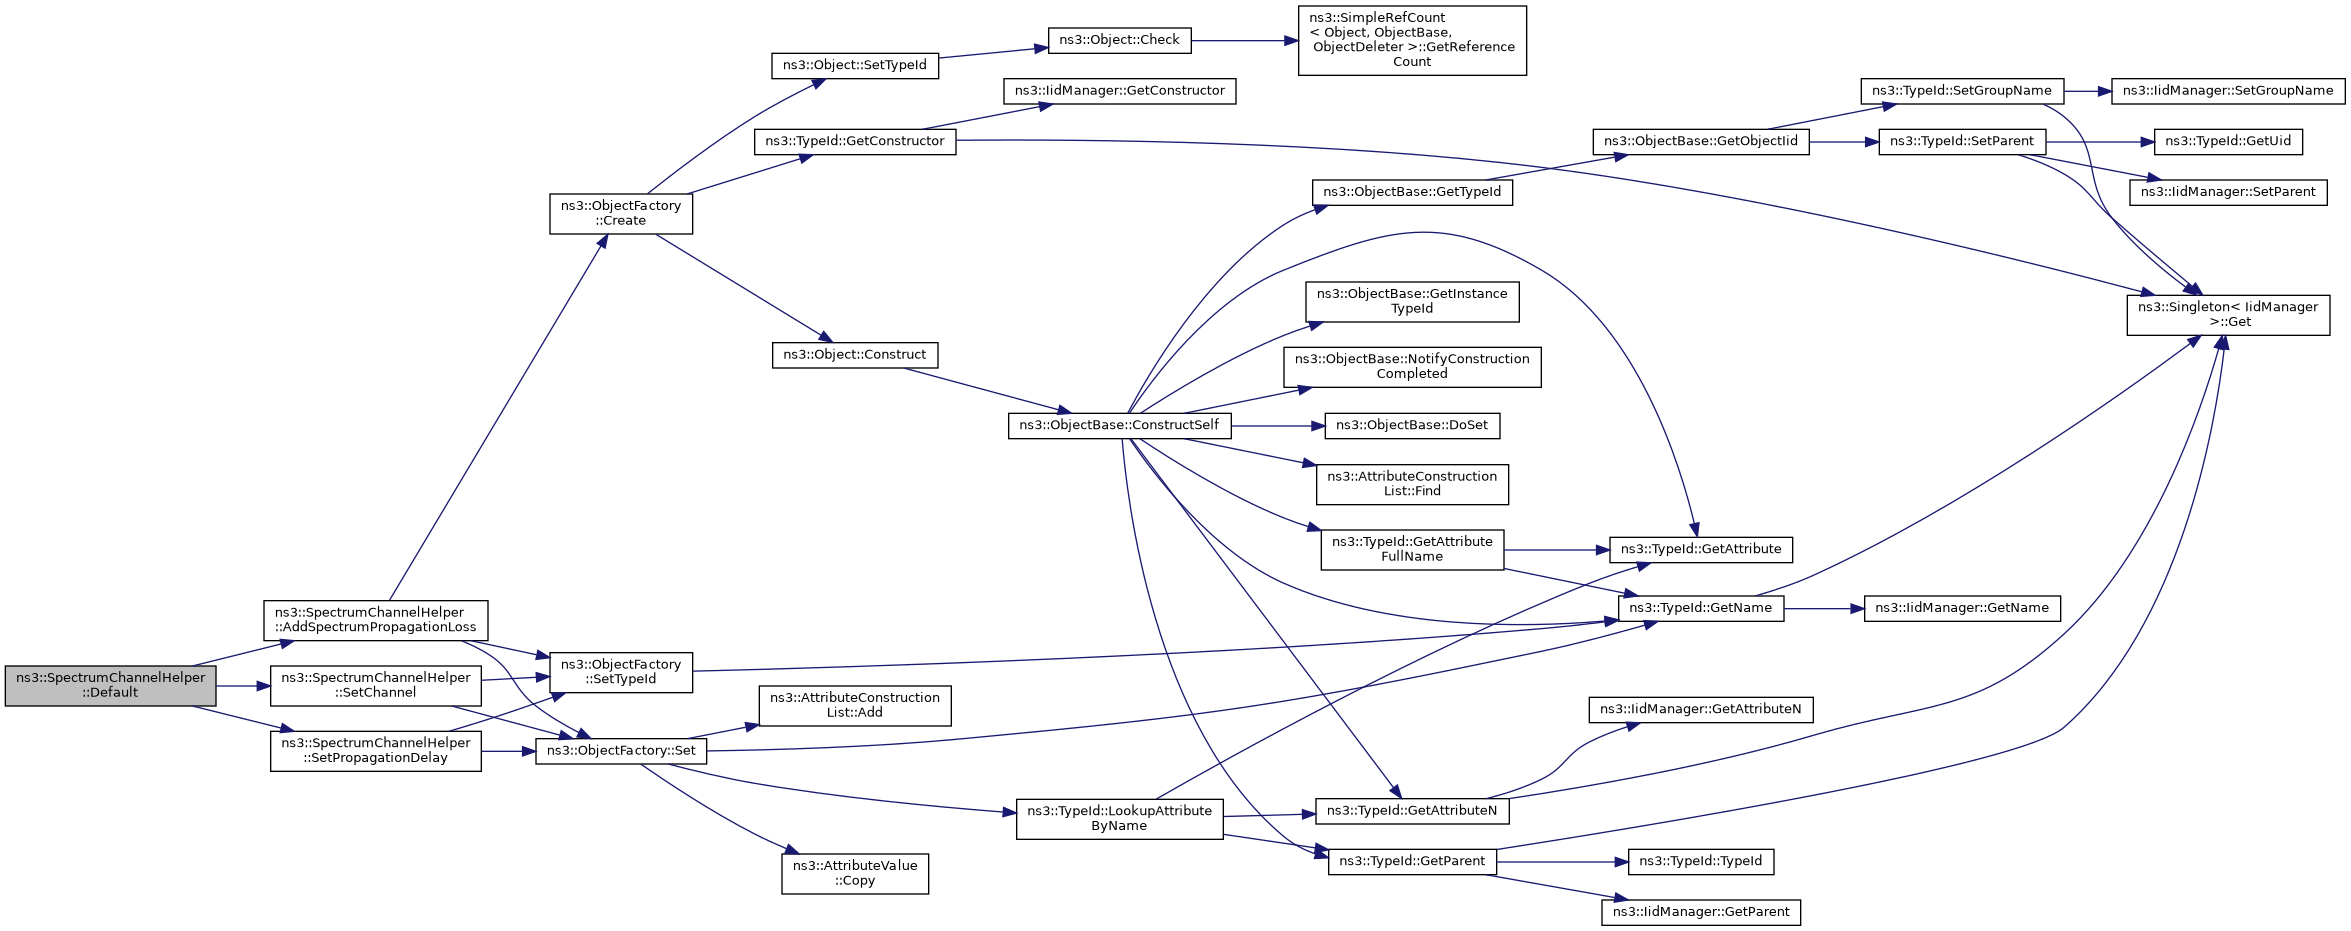 ns3::SimpleRefCount
< Object, ObjectBase,
ObjectDeleter >::GetReference
Count
ns3::Object::Check
ns3::Object::SetTypeId
ns3::IidManager::GetConstructor
ns3::TypeId::SetGroupName
ns3::IidManager::SetGroupName
ns3::TypeId::GetConstructor
ns3::ObjectBase::GetObjectIid
ns3::TypeId::SetParent
ns3::TypeId::GetUid
ns3::ObjectBase::GetTypeId
ns3::IidManager::SetParent
ns3::ObjectFactory
::Create
ns3::ObjectBase::GetInstance
TypeId
ns3::Singleton< IidManager
>::Get
ns3::Object::Construct
ns3::ObjectBase::NotifyConstruction
Completed
ns3::ObjectBase::ConstructSelf
ns3::ObjectBase::DoSet
ns3::AttributeConstruction
List::Find
ns3::TypeId::GetAttribute
FullName
ns3::TypeId::GetAttribute
ns3::SpectrumChannelHelper
::AddSpectrumPropagationLoss
ns3::TypeId::GetName
ns3::IidManager::GetName
ns3::SpectrumChannelHelper
::Default
ns3::SpectrumChannelHelper
::SetChannel
ns3::ObjectFactory
::SetTypeId
ns3::AttributeConstruction
List::Add
ns3::IidManager::GetAttributeN
ns3::SpectrumChannelHelper
::SetPropagationDelay
ns3::ObjectFactory::Set
ns3::TypeId::LookupAttribute
ByName
ns3::TypeId::GetAttributeN
ns3::AttributeValue
::Copy
ns3::TypeId::GetParent
ns3::TypeId::TypeId
ns3::IidManager::GetParent